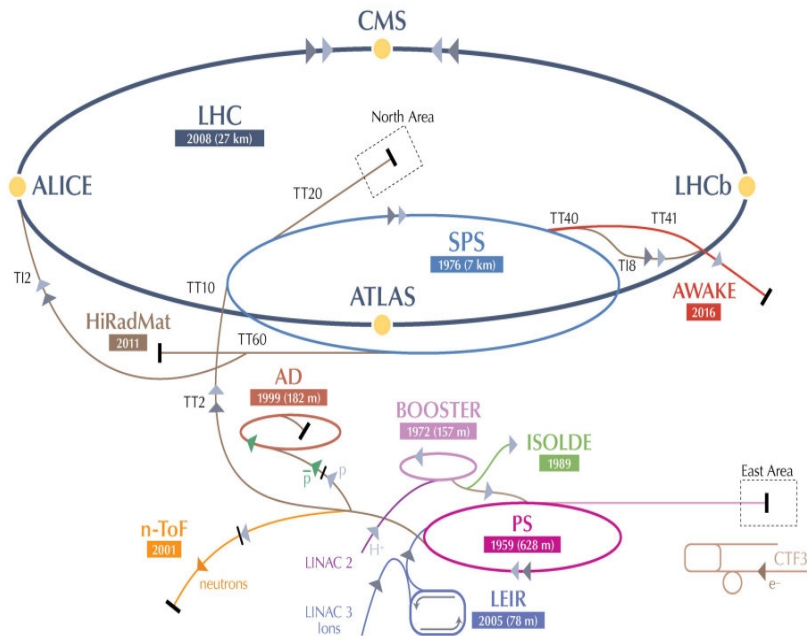 CMS
LHC
2008 (27 km)
North Area
ALICE
TT20
LHCb
TT40
TT41
SPS
1976 (7 km)
TI8
TI2
TT10
ATLAS
AWAKE
2016
HiRadMat
2011
TT60
AD
1999 (182 m)
TT2
BOOSTER
1972 (157 m)
ISOLDE
1989
p
p
East Area
n-ToF
2001
PS
1959 (628 m)
LINAC 2
H+
neutrons
CTF3
e–
LINAC 3
Ions
LEIR
2005 (78 m)